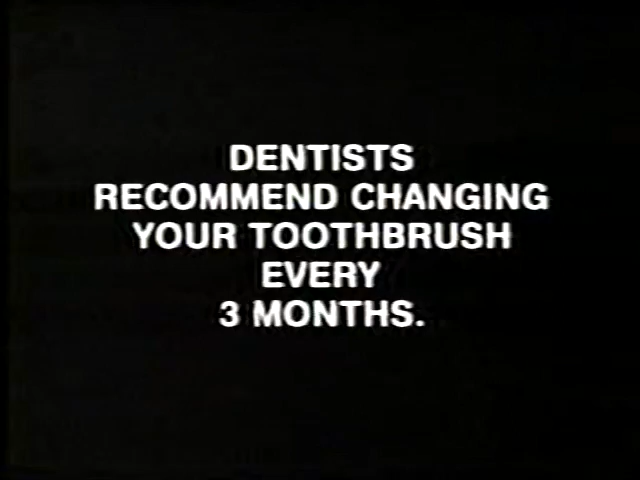 DENTISTS
RECOMMEND CHANGING
YOUR TOOTHBRUSH
EVERY
3 MONTHS.